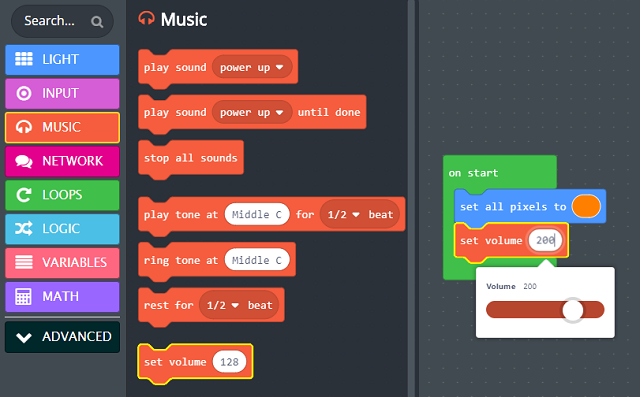 Search...
LIGHT
INPUT
MUSIC
NETWORK
LOOPS
LOGIC
VARIABLES
MATH
ADVANCED
Music
play sound power up
play sound power up until done
stop all sounds
play tone at Middle C for 1/2 beat
ring tone at Middle C
rest for 1/2 beat
set volume 128
on start
set all pixels to
set volume 200
Volume 200